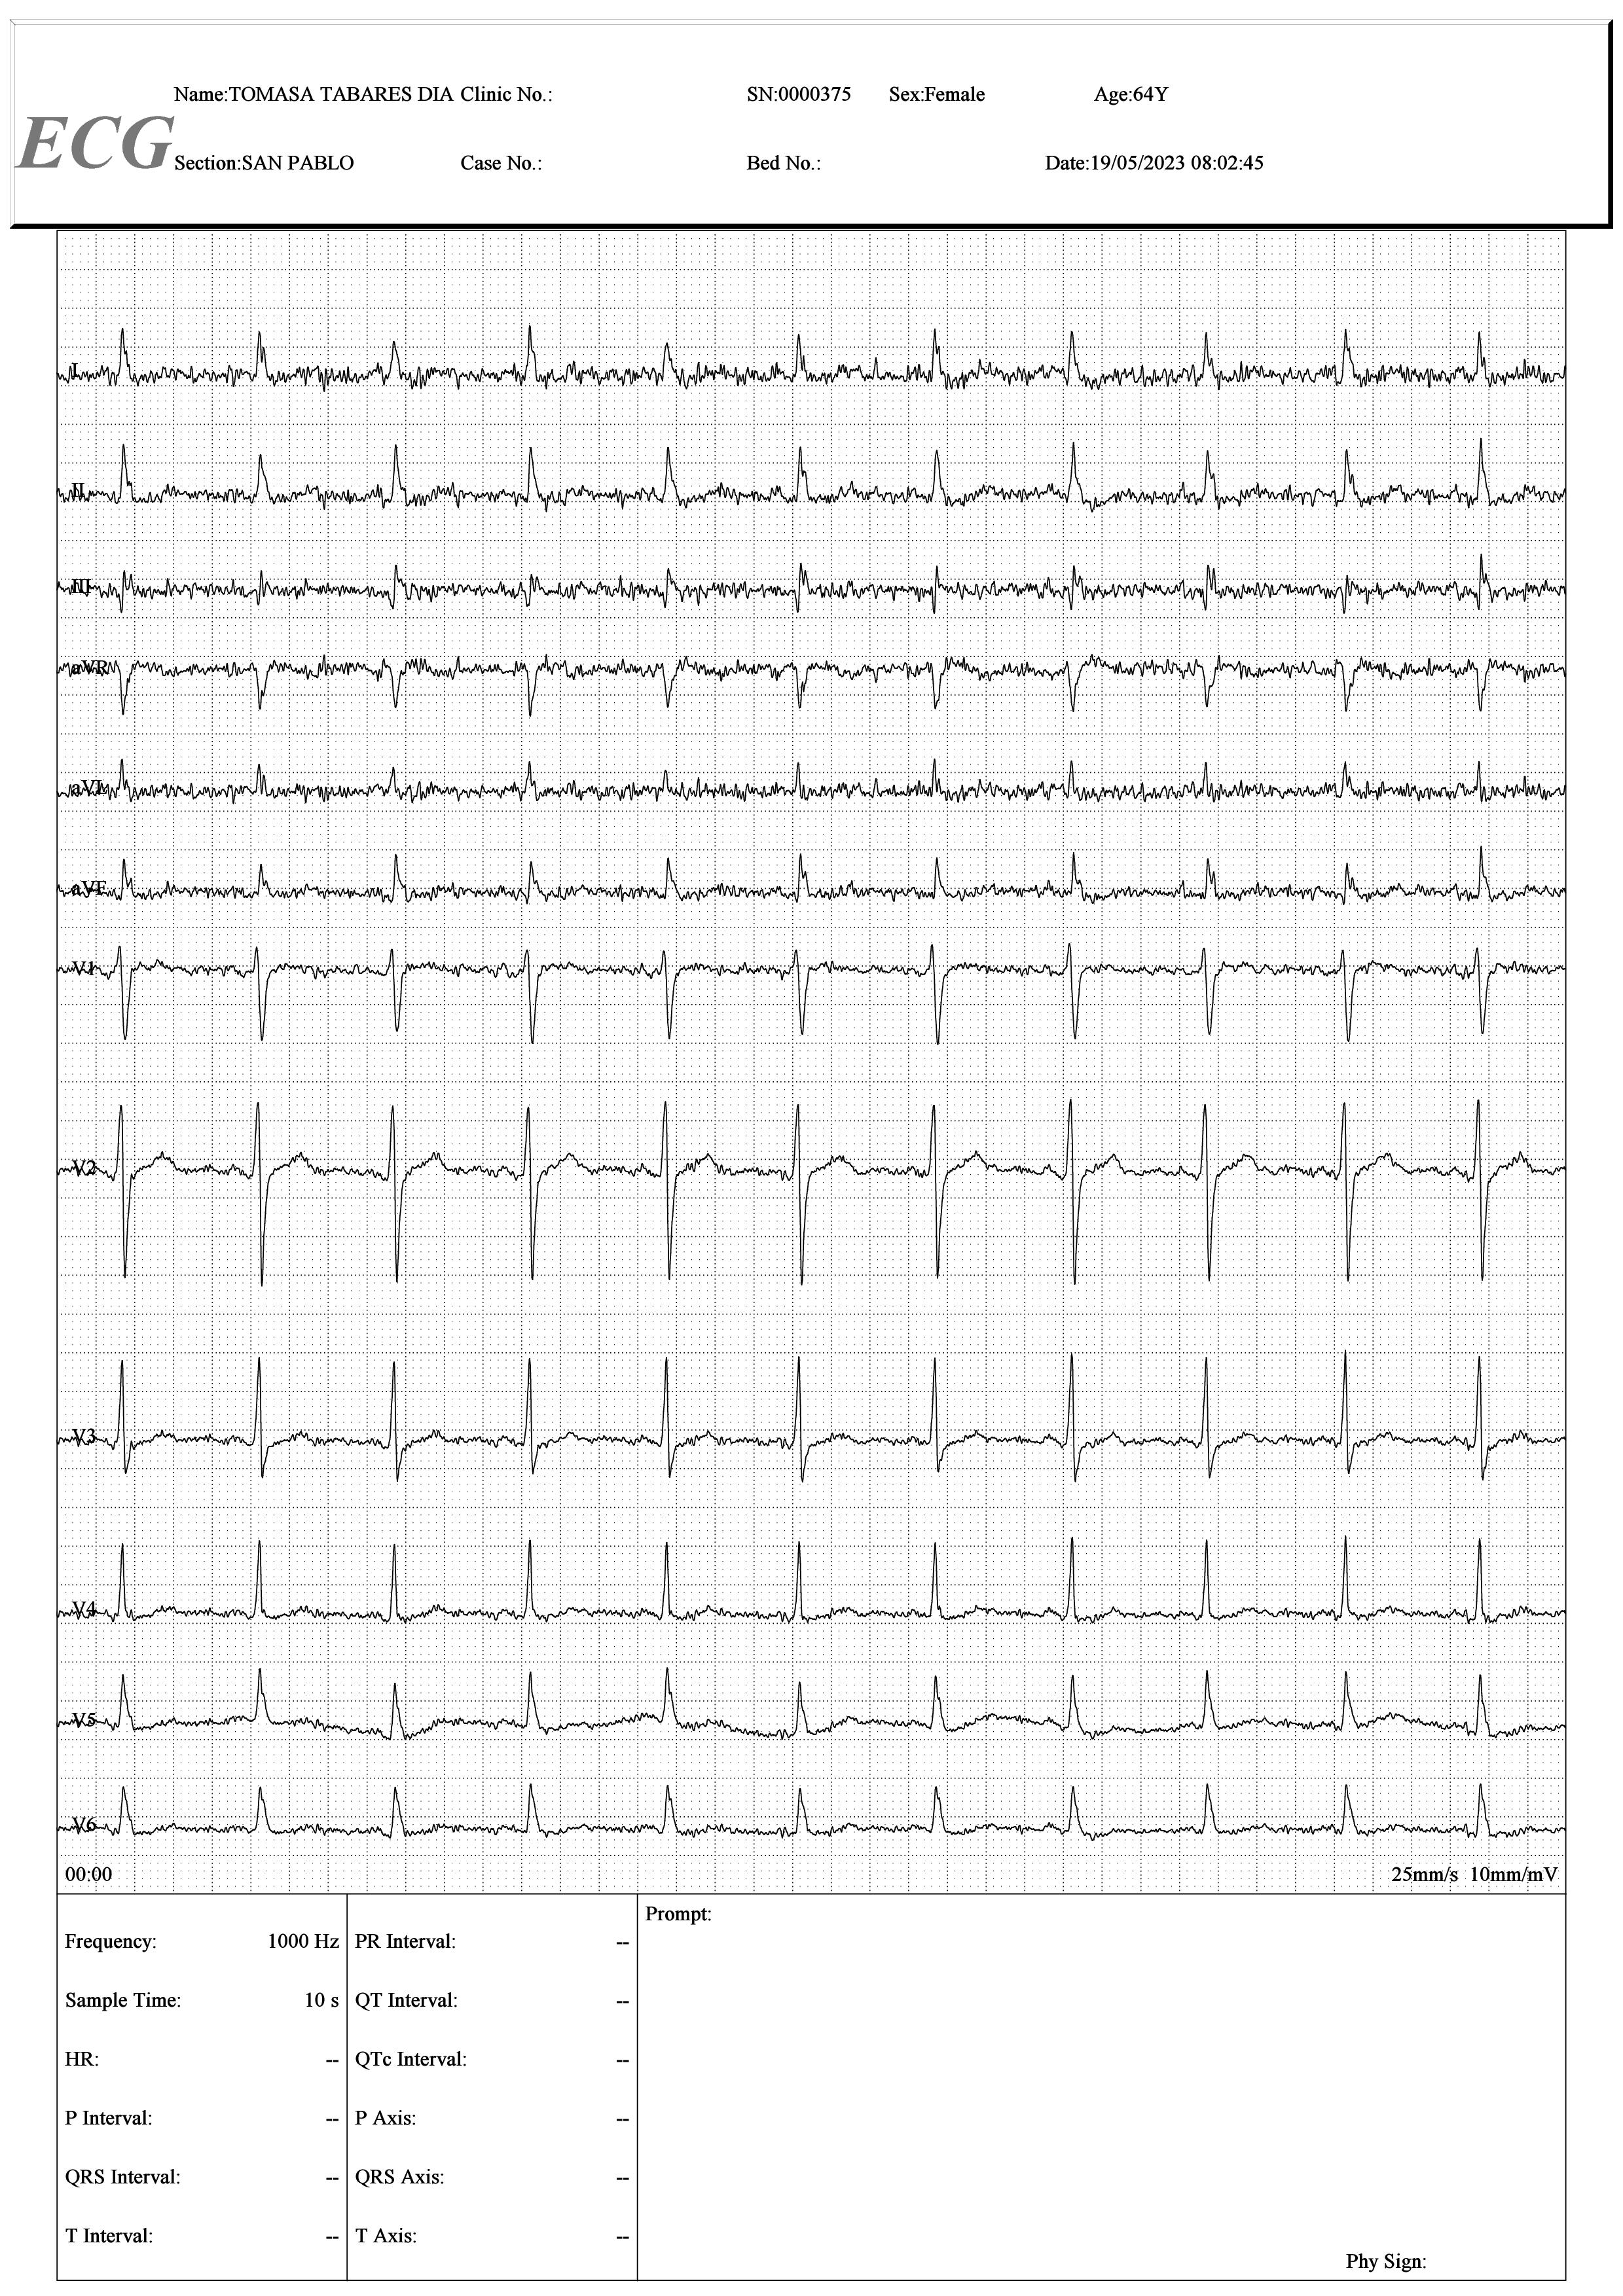 Name:TOMASA TABARES DIA Clinic No.: SN:0000375 Sex:Female Age:64Y
ECG
Section:SAN PABLO Case No.: Bed No.: Date:19/05/2023 08:02:45
I
II
III
aVR
aVL
aVF
V1
V2
V3
V4
V5
V6
00:00 25mm/s 10mm/mV
Prompt:
Frequency: 1000 Hz PR Interval: --
Sample Time: 10 s QT Interval: --
HR: -- QTc Interval: --
P Interval: -- P Axis: --
QRS Interval: -- QRS Axis: --
T Interval: -- T Axis: --
Phy Sign: